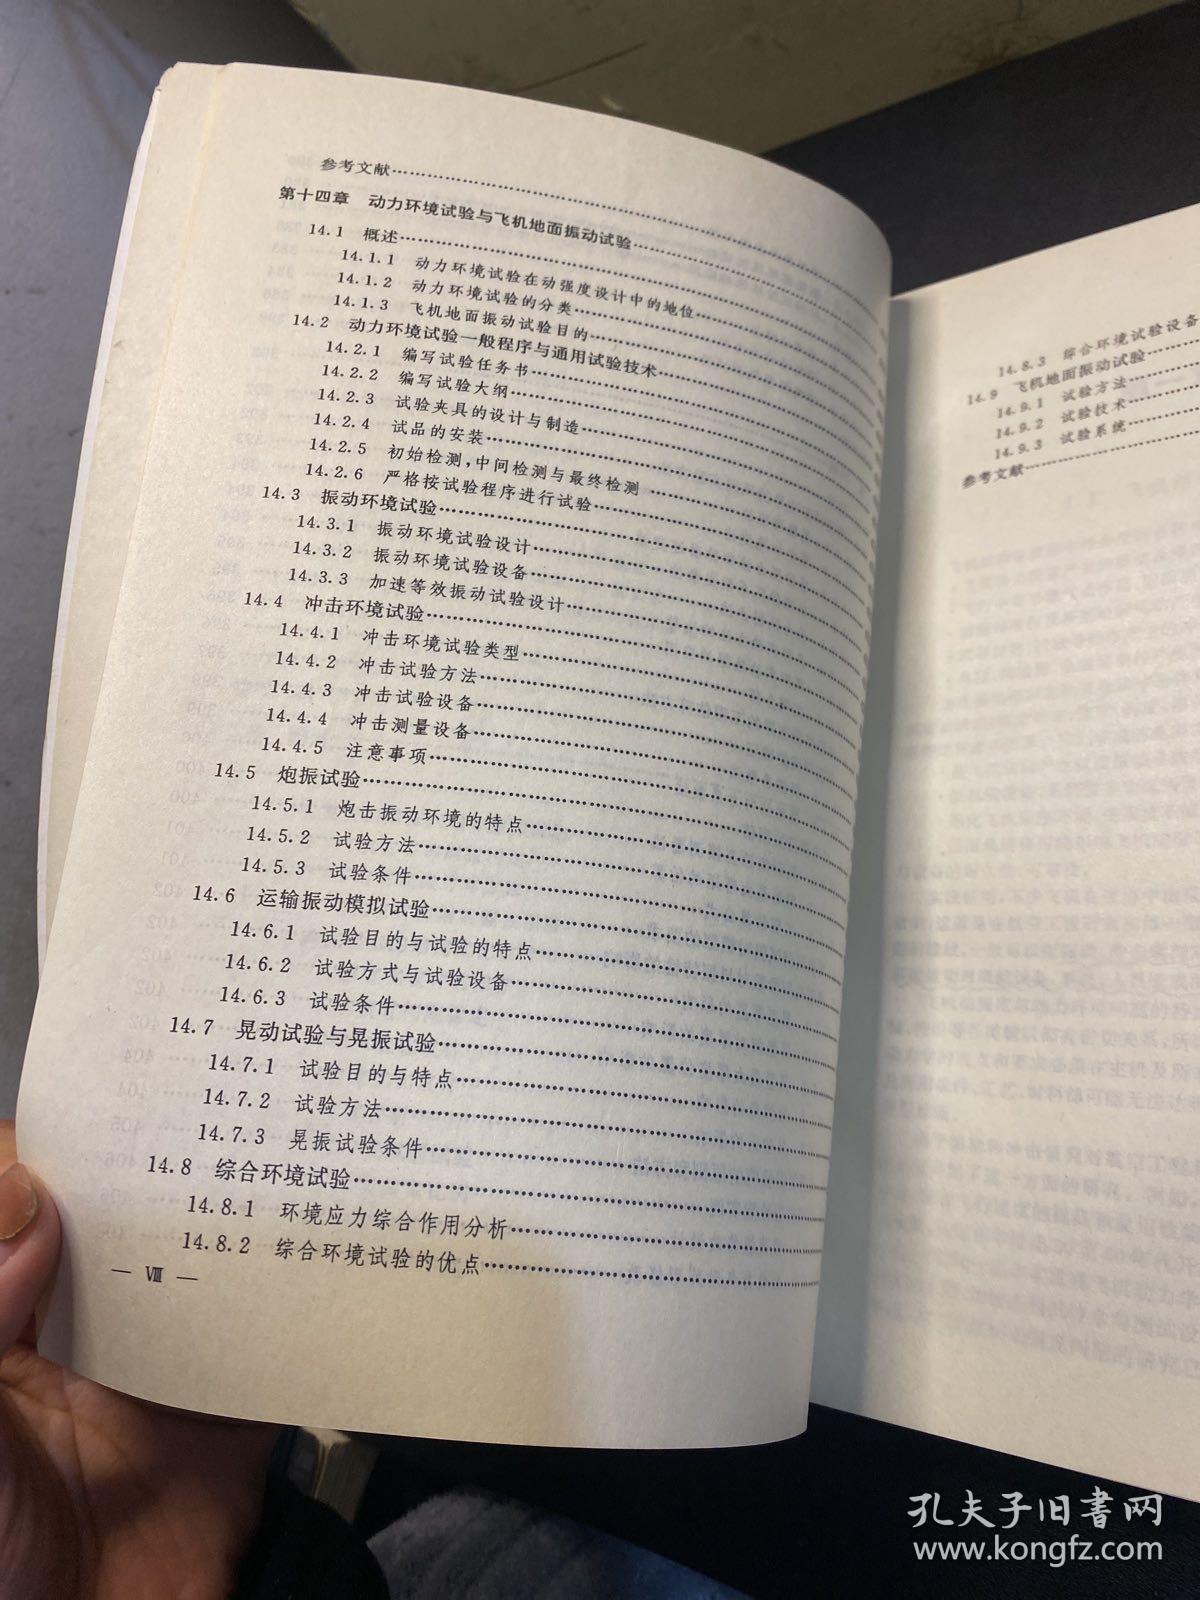 参考文献
第十四章 动力环境试验与飞机地面振动试验
14.1 概述
14.1.1 动力环境试验在动强度设计中的地位
14.1.2 动力环境试验的分类
14.1.3 飞机地面振动试验目的
14.2 动力环境试验一般程序与通用试验技术
14.2.1 编写试验任务书
14.2.2 编写试验大纲
14.2.3 试验夹具的设计与制造
14.2.4 试品的安装
14.2.5 初始检测,中间检测与最终检测
14.2.6 严格按试验程序进行试验
14.3 振动环境试验
14.3.1 振动环境试验设计
14.3.2 振动环境试验设备
14.3.3 加速等效振动试验设计
14.4 冲击环境试验
14.4.1 冲击环境试验类型
14.4.2 冲击试验方法
14.4.3 冲击试验设备
14.4.4 冲击测量设备
14.4.5 注意事项
14.5 炮振试验
14.5.1 炮击振动环境的特点
14.5.2 试验方法
14.5.3 试验条件
14.6 运输振动模拟试验
14.6.1 试验目的与试验的特点
14.6.2 试验方式与试验设备
14.6.3 试验条件
14.7 晃动试验与晃振试验
14.7.1 试验目的与特点
14.7.2 试验方法
14.7.3 晃振试验条件
14.8 综合环境试验
14.8.1 环境应力综合作用分析
14.8.2 综合环境试验的优点
— Ⅷ —
14.8.3 综合环境试验设备
14.9 飞机地面振动试验
14.9.1 试验方法
14.9.2 试验技术
14.9.3 试验系统
参考文献
孔夫子旧书网
www.kongfz.com